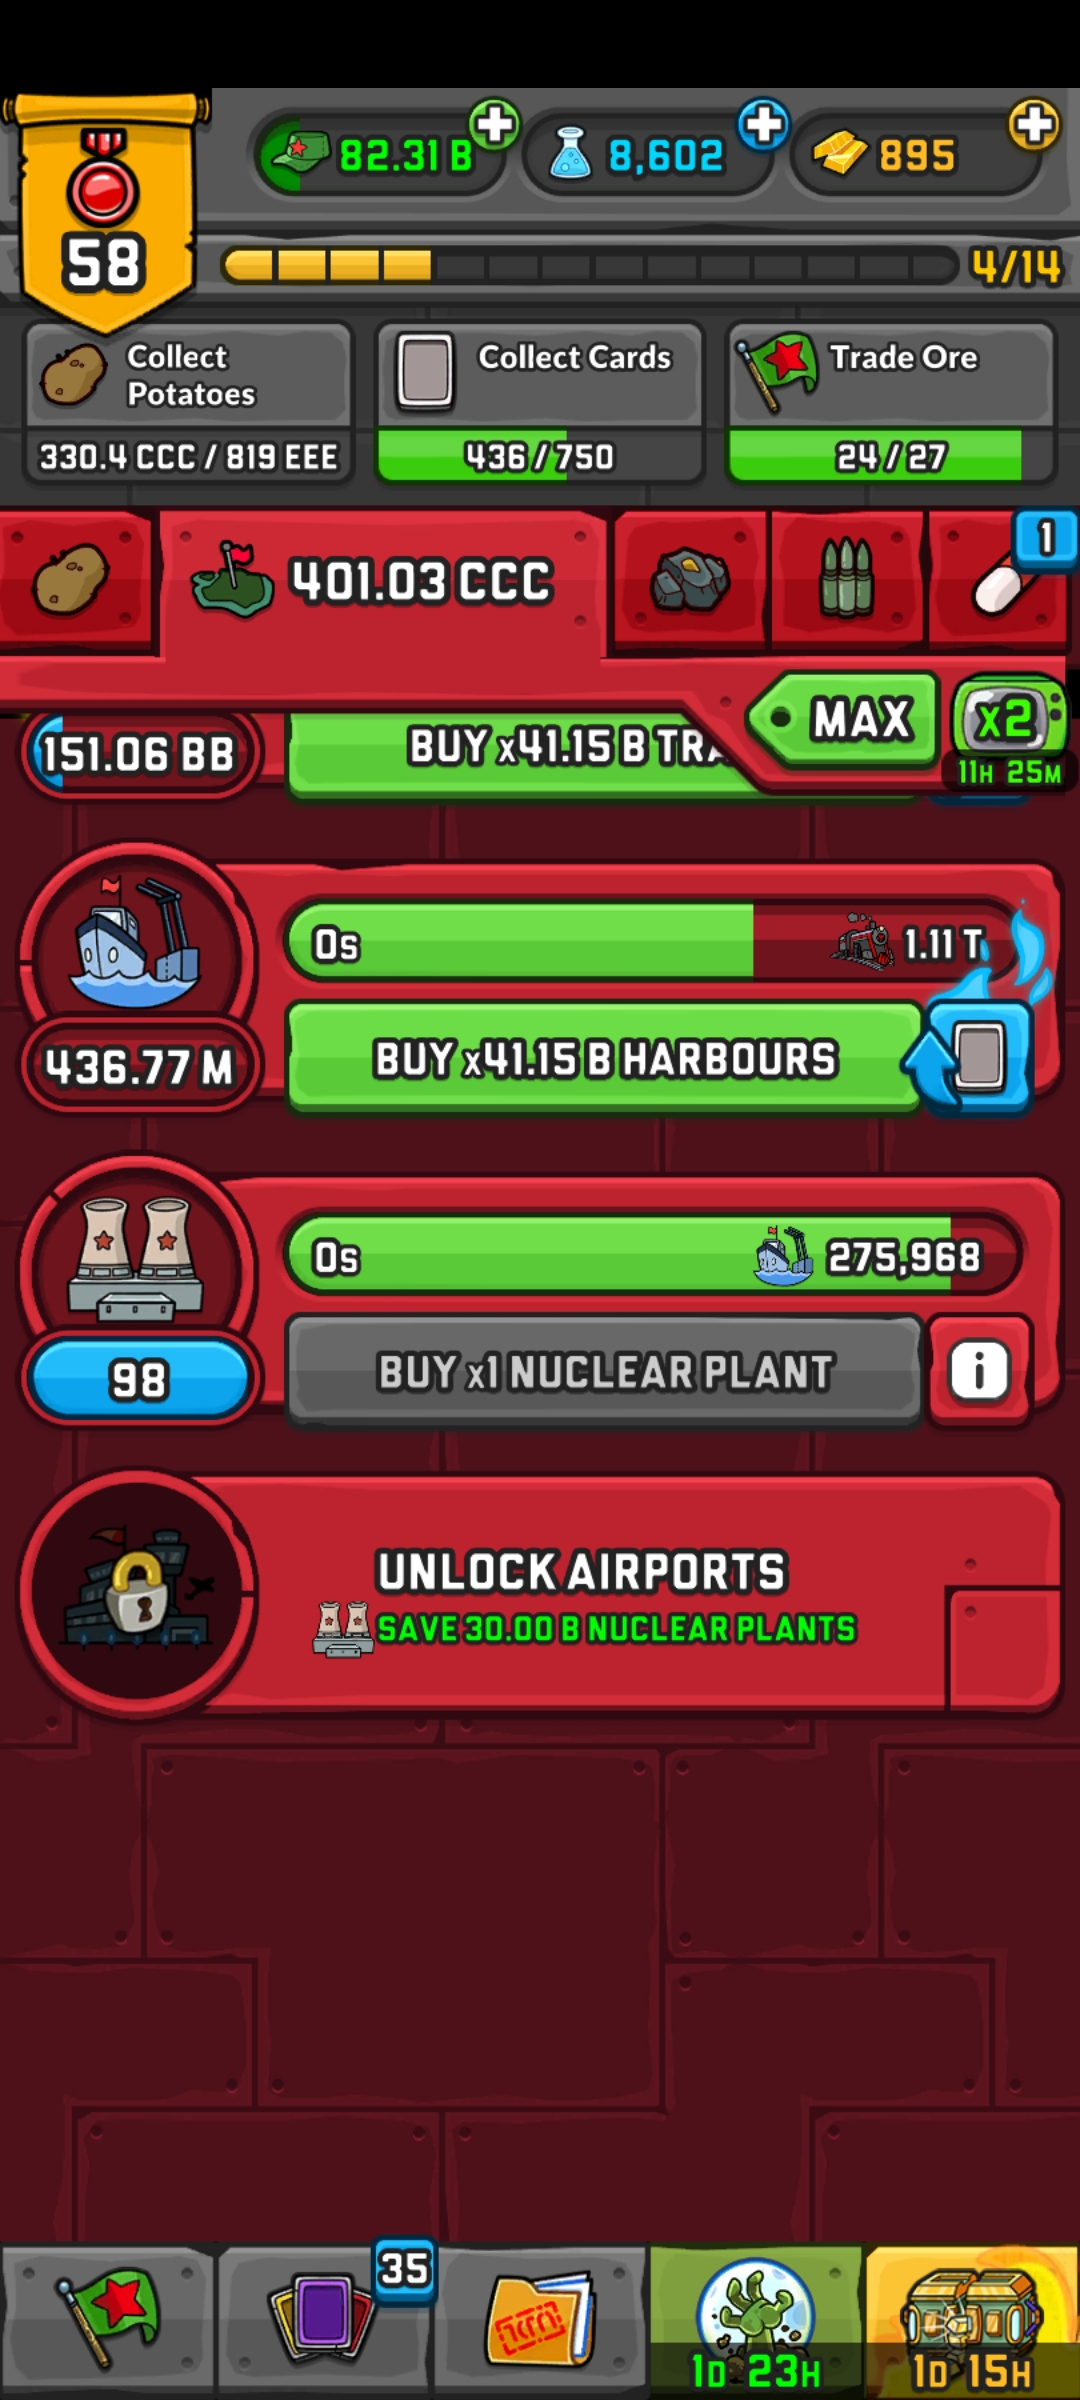 58
82.31 B
8,602
895
4/14
Collect
Potatoes
330.4 CCC / 819 EEE
Collect Cards
436 / 750
Trade Ore
24 / 27
401.03 CCC
1
MAX
x2
11H 25M
151.06 BB
BUY x41.15 B
0s
1.11 T
436.77 M
BUY x41.15 B HARBOURS
0s
275,968
98
BUY x1 NUCLEAR PLANT
i
UNLOCK AIRPORTS
SAVE 30.00 B NUCLEAR PLANTS
35
1D 23H
1D 15H